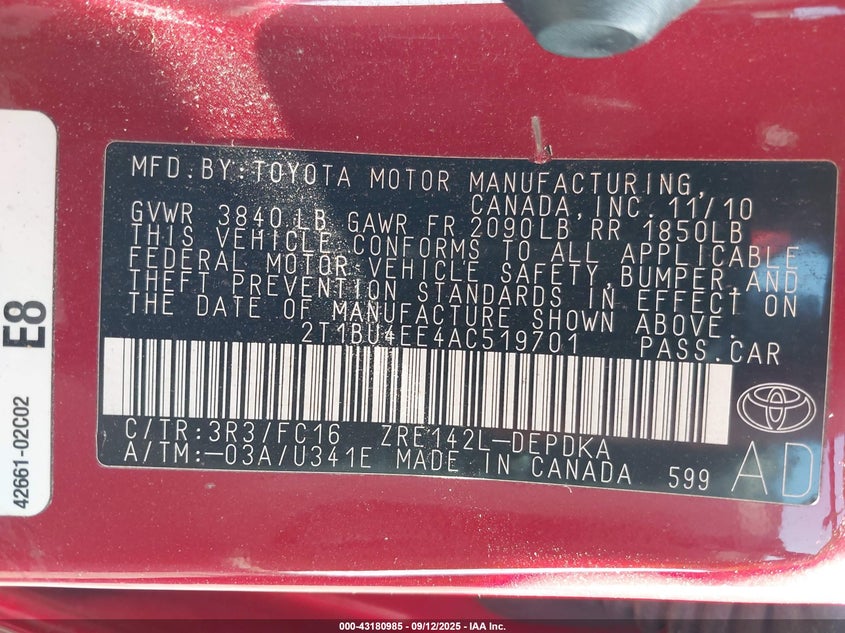 MFD.BY:TOYOTA MOTOR MANUFACTURING,
CANADA,INC.11/10
GVWR 3840 LB GAWR FR 2090LB RR 1850LB
THIS VEHICLE CONFORMS TO ALL APPLICABLE
FEDERAL MOTOR VEHICLE SAFETY,BUMPER,AND
THEFT PREVENTION STANDARDS IN EFFECT ON
THE DATE OF MANUFACTURE SHOWN ABOVE.
2T1BU4EE4AC519701 PASS.CAR
C/TR:3R3/FC16 ZRE142L-DEPDKA
A/TM:-03A/U341E MADE IN CANADA 599
AD
E8
42661-02C02
000-43180985 - 09/12/2025 - IAA Inc.